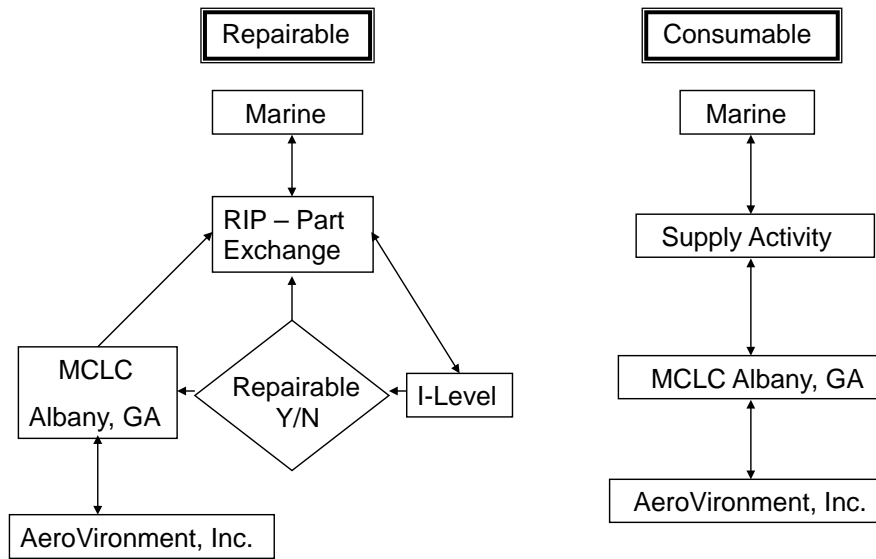 Repairable
Marine
RIP – Part
Exchange
MCLC
Albany, GA
Repairable
Y/N
I-Level
AeroVironment, Inc.
Consumable
Marine
Supply Activity
MCLC Albany, GA
AeroVironment, Inc.